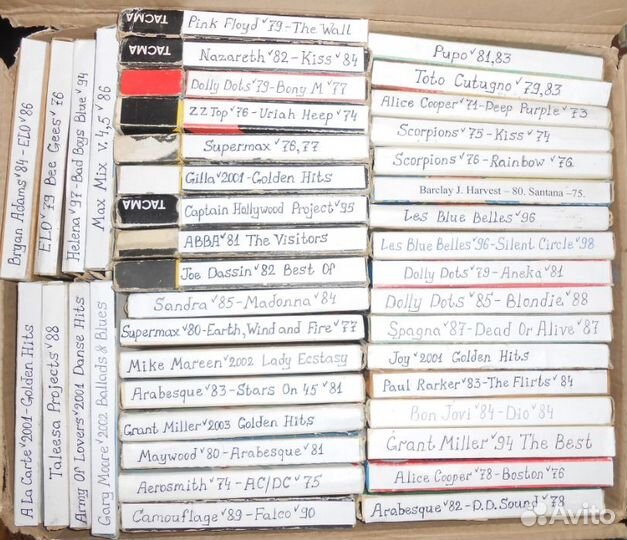 Bryan Adams'84-ELO'86
ELO'79 Bee Gees'76
Helena'97-Bad Boys Blue'94
Max Mix v.4,5'86
A La Carte'2001-Golden Hits
Taleesa Projects'88
Army Of Lovers'2001 Danse Hits
Gary Moore'2002 Ballads & Blues
TACMA Pink Floyd'79-The Wall
TACMA Nazareth'82-Kiss'84
Dolly Dots'79-Bony M'77
ZZ Top'76-Uriah Heep'74
Supermax'76,77
Gilla'2001-Golden Hits
TACMA Captain Hollywood Project'95
ABBA'81 The Visitors
Joe Dassin'82 Best Of
Sandra'85-Madonna'84
Supermax'80-Earth, Wind and Fire'77
Mike Mareen'2002 Lady Ecstasy
Arabesque'83-Stars On 45'81
Grant Miller'2003 Golden Hits
Maywood'80-Arabesque'81
Aerosmith'74-AC/DC'75
Camouflage'89-Falco'90
Pupo'81,83
Toto Cutugno'79,83
Alice Cooper'71-Deep Purple'73
Scorpions'75-Kiss'74
Scorpions'76-Rainbow'76
Barclay J. Harvest – 80. Santana –75.
Les Blue Belles'96
Les Blue Belles'96-Silent Circle'98
Dolly Dots'79-Aneka'81
Dolly Dots'85-Blondie'88
Spagna'87-Dead Or Alive'87
Joy'2001 Golden Hits
Paul Rarker'83-The Flirts'84
Bon Jovi'84-Dio'84
Grant Miller'94 The Best
Alice Cooper'78-Boston'76
Arabesque'82-D.D. Sound'78
Avito